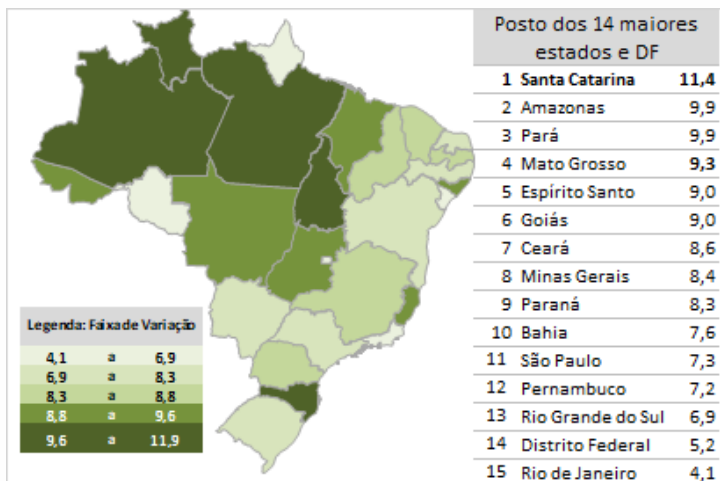 Posto dos 14 maiores
estados e DF
1 Santa Catarina 11,4
2 Amazonas 9,9
3 Pará 9,9
4 Mato Grosso 9,3
5 Espírito Santo 9,0
6 Goiás 9,0
7 Ceará 8,6
8 Minas Gerais 8,4
9 Paraná 8,3
10 Bahia 7,6
11 São Paulo 7,3
12 Pernambuco 7,2
13 Rio Grande do Sul 6,9
14 Distrito Federal 5,2
15 Rio de Janeiro 4,1
Legenda: Faixa de Variação
4,1 a 6,9
6,9 a 8,3
8,3 a 8,8
8,8 a 9,6
9,6 a 11,9